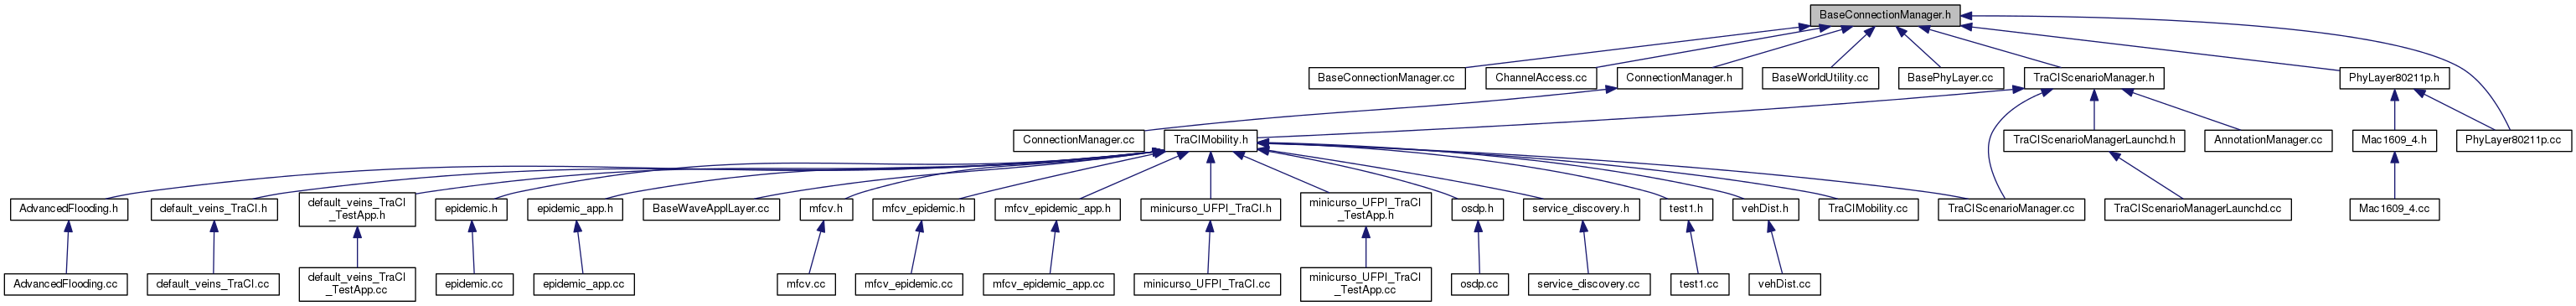 BaseConnectionManager.h
BaseConnectionManager.cc
ChannelAccess.cc
ConnectionManager.h
BaseWorldUtility.cc
BasePhyLayer.cc
TraCIScenarioManager.h
PhyLayer80211p.h
ConnectionManager.cc
TraCIMobility.h
TraCIScenarioManagerLaunchd.h
AnnotationManager.cc
Mac1609_4.h
PhyLayer80211p.cc
AdvancedFlooding.h
default_veins_TraCI.h
default_veins_TraCI
_TestApp.h
epidemic.h
epidemic_app.h
BaseWaveApplLayer.cc
mfcv.h
mfcv_epidemic.h
mfcv_epidemic_app.h
minicurso_UFPI_TraCI.h
minicurso_UFPI_TraCI
_TestApp.h
osdp.h
service_discovery.h
test1.h
vehDist.h
TraCIMobility.cc
TraCIScenarioManager.cc
TraCIScenarioManagerLaunchd.cc
Mac1609_4.cc
AdvancedFlooding.cc
default_veins_TraCI.cc
default_veins_TraCI
_TestApp.cc
epidemic.cc
epidemic_app.cc
mfcv.cc
mfcv_epidemic.cc
mfcv_epidemic_app.cc
minicurso_UFPI_TraCI.cc
minicurso_UFPI_TraCI
_TestApp.cc
osdp.cc
service_discovery.cc
test1.cc
vehDist.cc